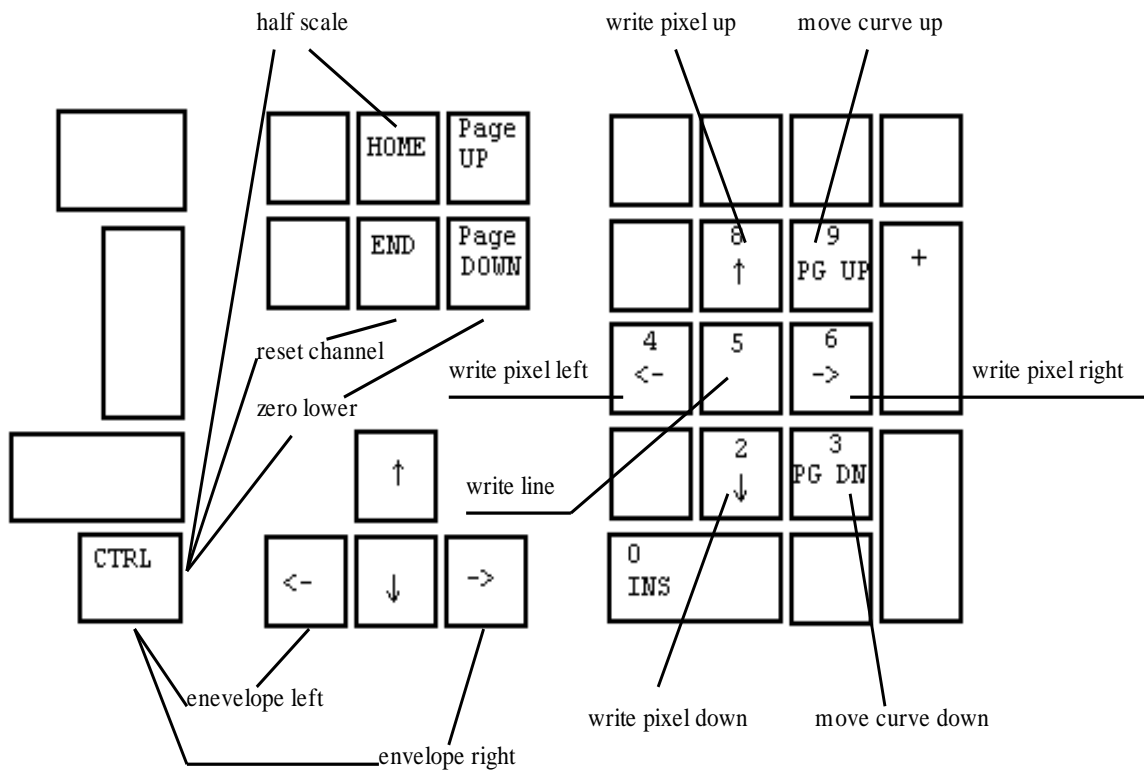 half scale
write pixel up
move curve up
HOME
Page
UP
END
Page
DOWN
8
↑
9
PG UP
+
reset channel
zero lower
write pixel left
4
<-
5
6
->
write pixel right
↑
write line
2
↓
3
PG DN
CTRL
<-
↓
->
0
INS
enevelope left
envelope right
write pixel down
move curve down